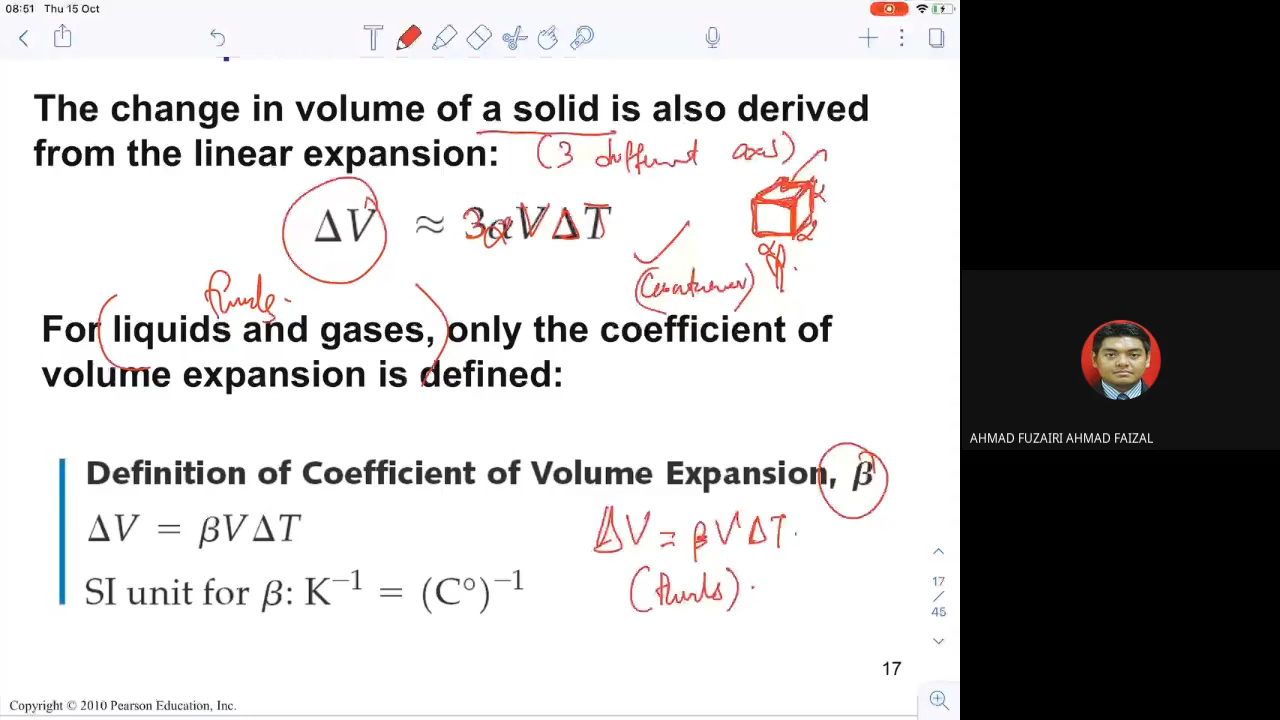 08:51 Thu 15 Oct
The change in volume of a solid is also derived
from the linear expansion: (3 different axis)
ΔV ≈ 3αVΔT
α
α
α
(Container)
fluids.
For liquids and gases, only the coefficient of
volume expansion is defined:
Definition of Coefficient of Volume Expansion, β
ΔV = βVΔT
ΔV = βVΔT
SI unit for β: K⁻¹ = (C°)⁻¹
(fluids).
17
/
45
17
Copyright © 2010 Pearson Education, Inc.
AHMAD FUZAIRI AHMAD FAIZAL